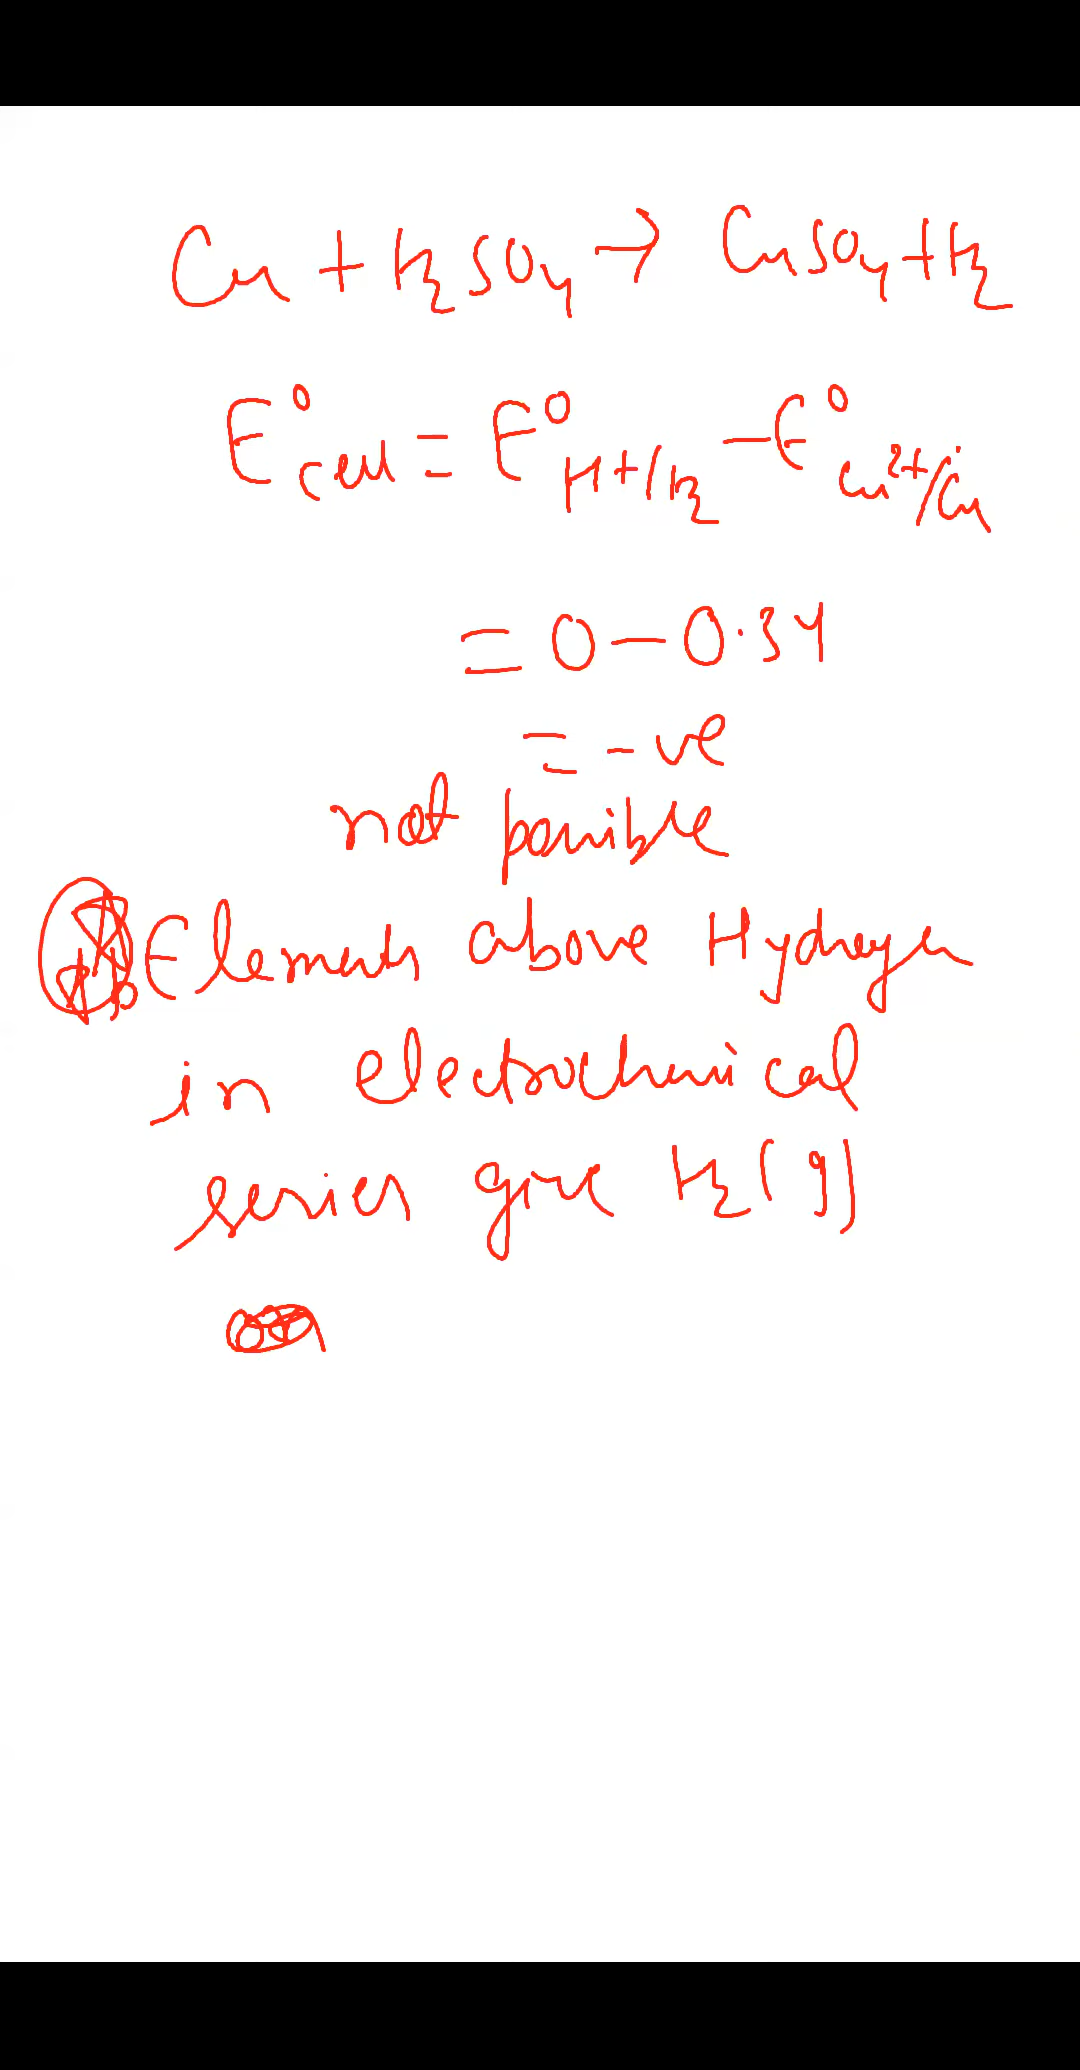 Cu + H₂SO₄ → CuSO₄ + H₂
E°cell = E°H+/H₂ - E°Cu²⁺/Cu
= 0 - 0.34
= -ve
not possible
Elements above Hydrogen
in electrochemical
series give H₂(g)